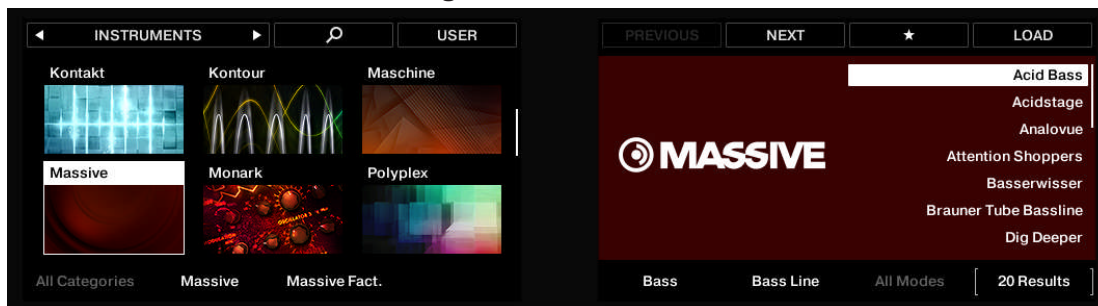 INSTRUMENTS USER
Kontakt Kontour Maschine
Massive Monark Polyplex
All Categories Massive Massive Fact.
PREVIOUS NEXT ★ LOAD
MASSIVE
Acid Bass
Acidstage
Analovue
Attention Shoppers
Basserwisser
Brauner Tube Bassline
Dig Deeper
Bass Bass Line All Modes [ 20 Results ]